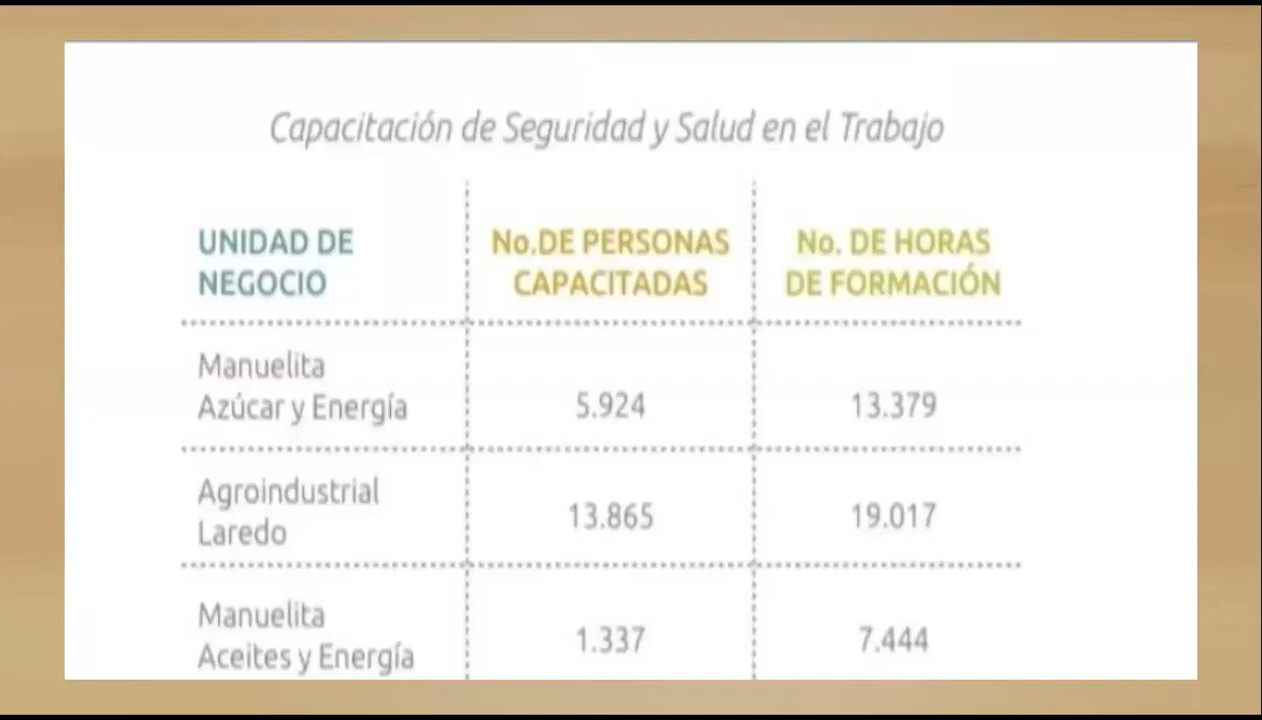 Capacitación de Seguridad y Salud en el Trabajo
UNIDAD DE NEGOCIO
No.DE PERSONAS CAPACITADAS
No. DE HORAS DE FORMACIÓN
Manuelita
Azúcar y Energía
5.924
13.379
Agroindustrial
Laredo
13.865
19.017
Manuelita
Aceites y Energía
1.337
7.444